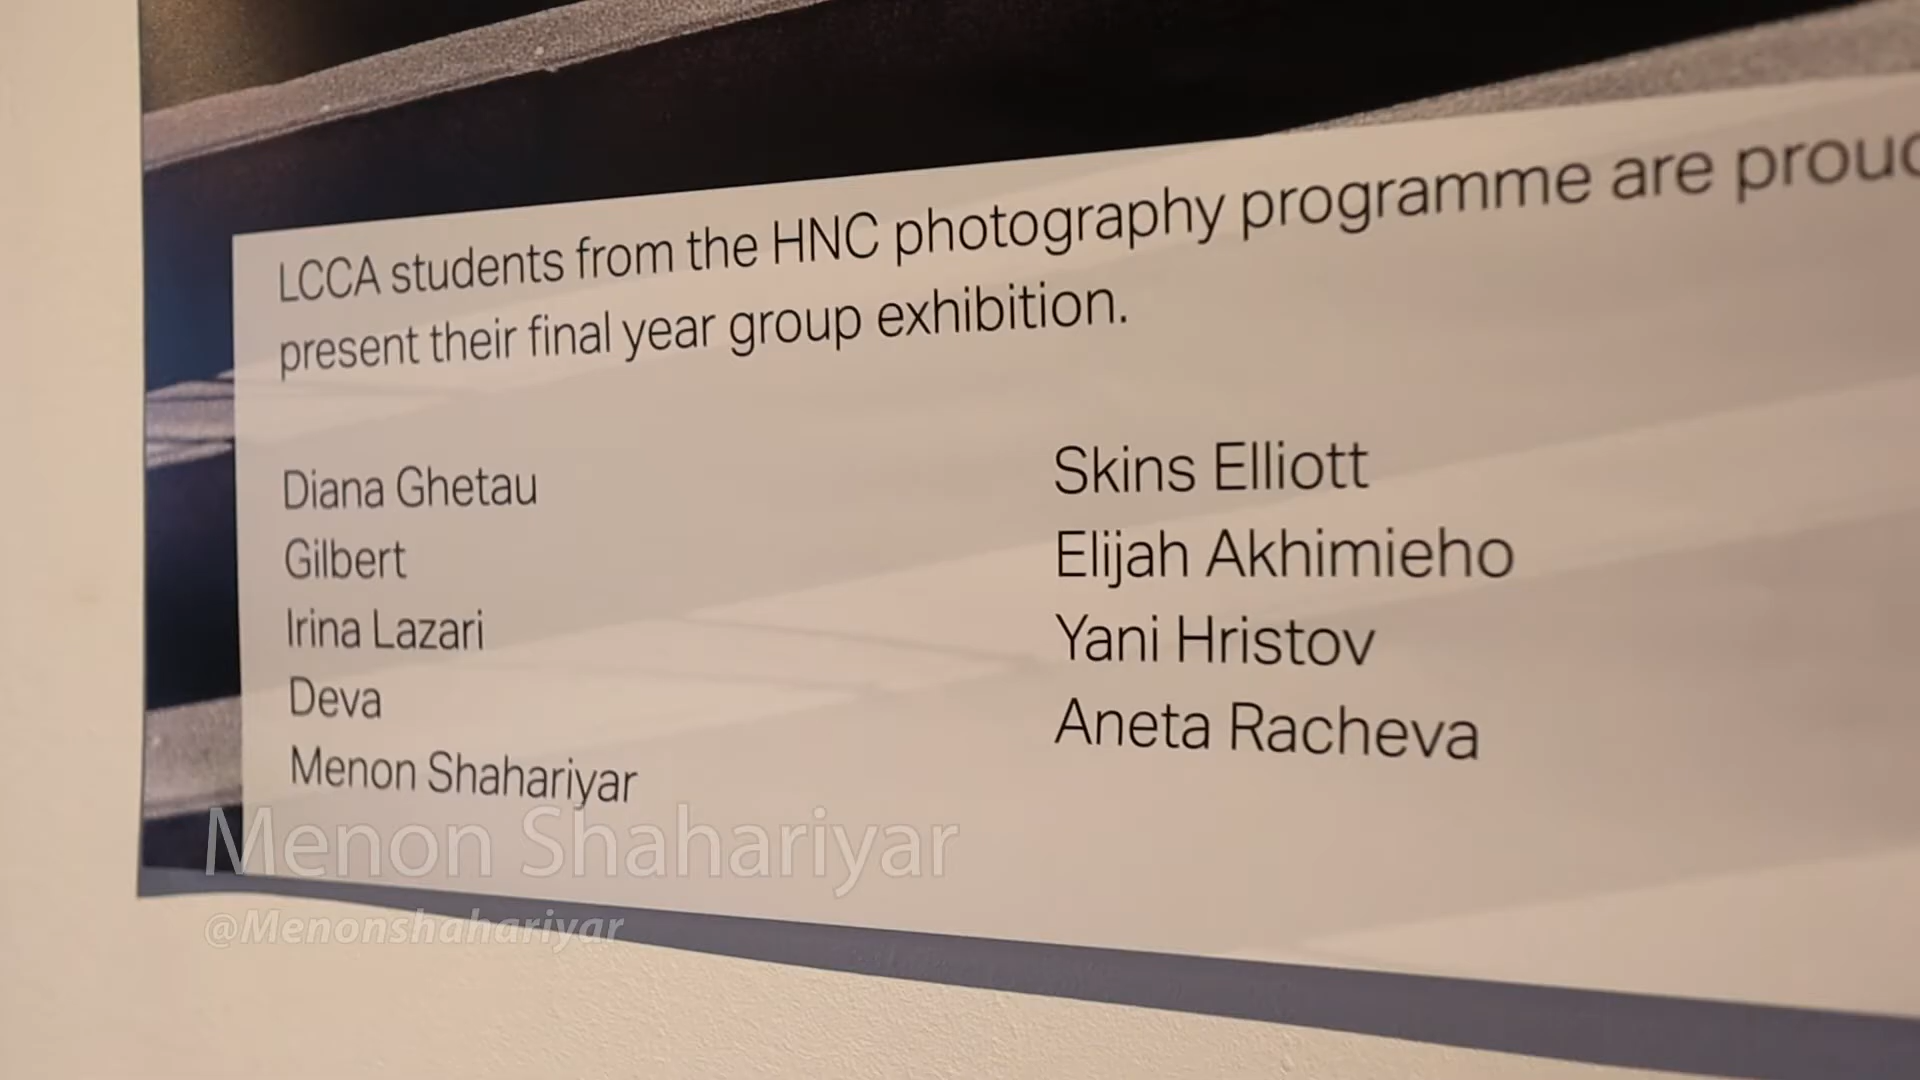 LCCA students from the HNC photography programme are proud
present their final year group exhibition.
Diana Ghetau
Gilbert
Irina Lazari
Deva
Menon Shahariyar
Skins Elliott
Elijah Akhimieho
Yani Hristov
Aneta Racheva
Menon Shahariyar
@Menonshahariyar